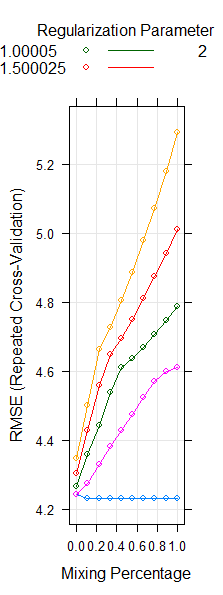 Regularization Parameter
1.00005 2
1.500025
RMSE (Repeated Cross-Validation)
5.2
5.0
4.8
4.6
4.4
4.2
0.0 0.2 0.4 0.6 0.8 1.0
Mixing Percentage